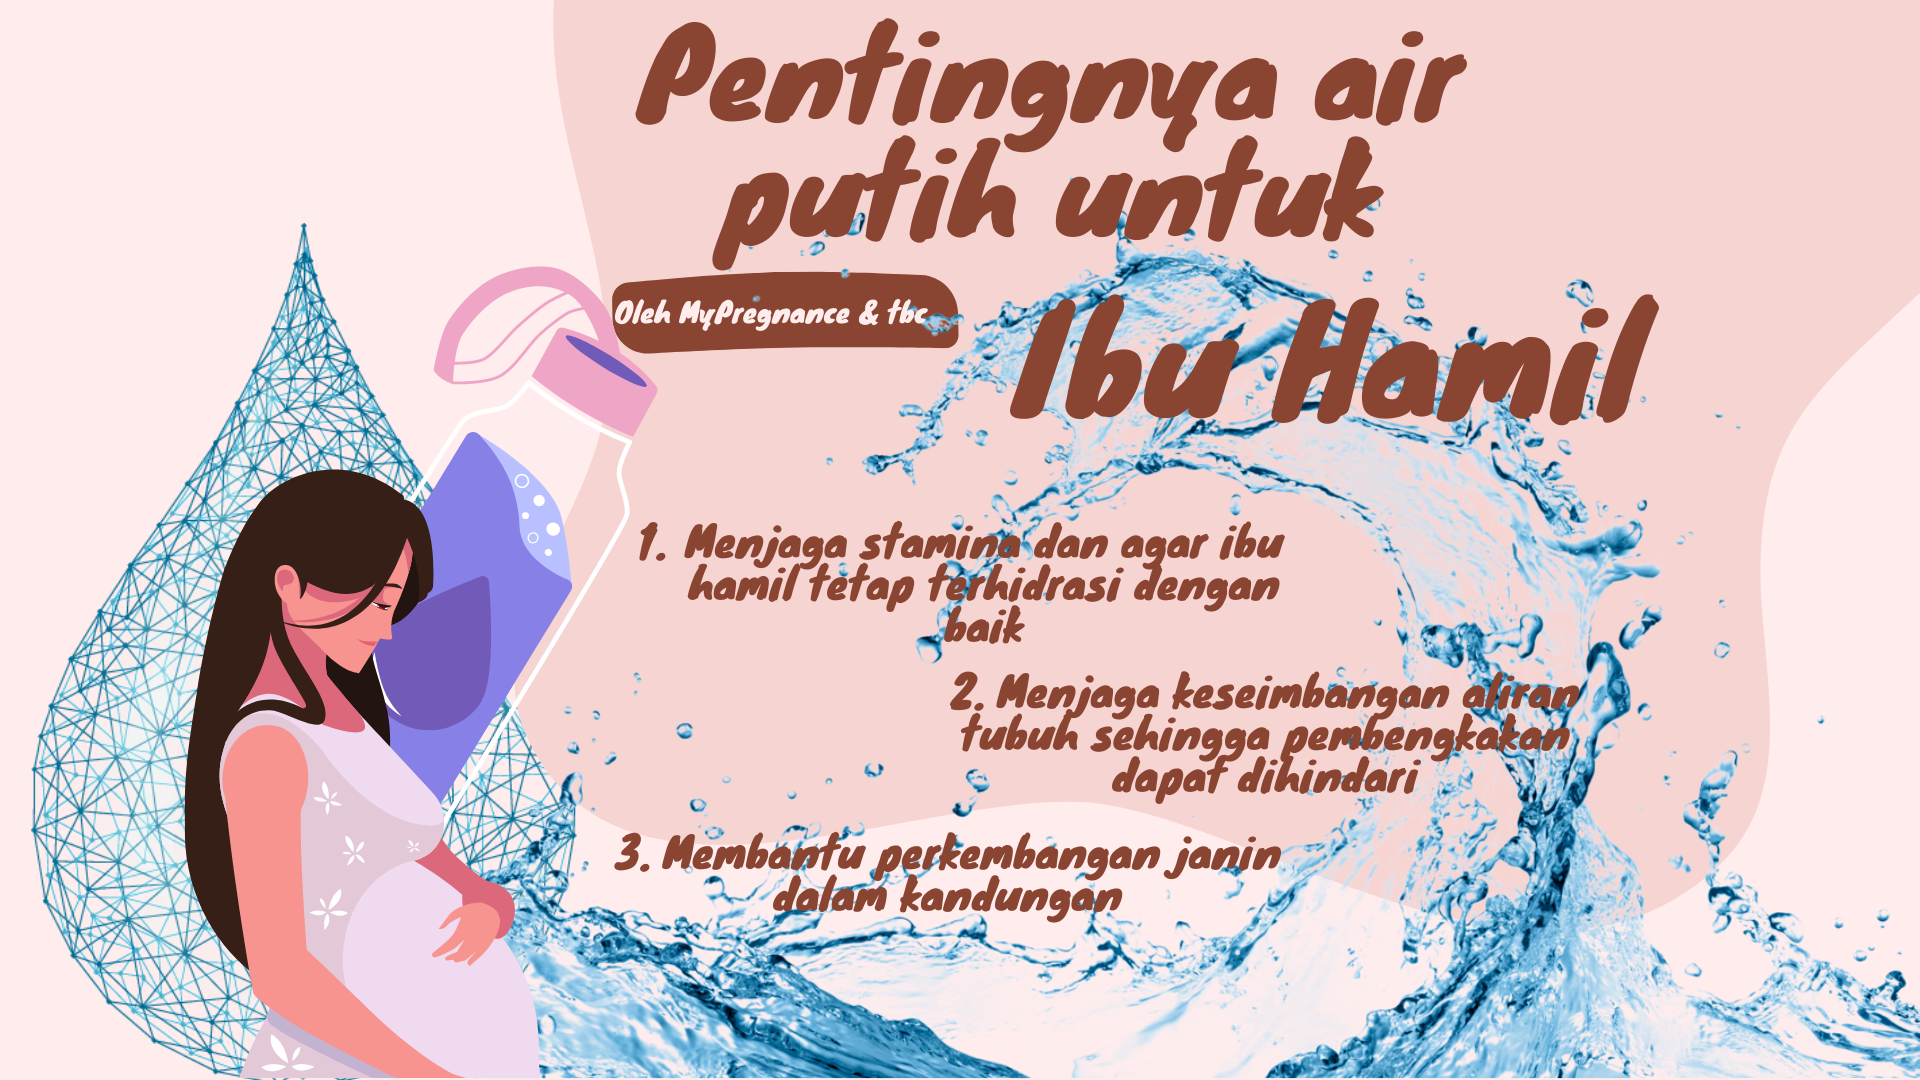 Pentingnya air
putih untuk
Oleh MyPregnance & tbc
Ibu Hamil
1. Menjaga stamina dan agar ibu
hamil tetap terhidrasi dengan
baik
2. Menjaga keseimbangan aliran
tubuh sehingga pembengkakan
dapat dihindari
3. Membantu perkembangan janin
dalam kandungan